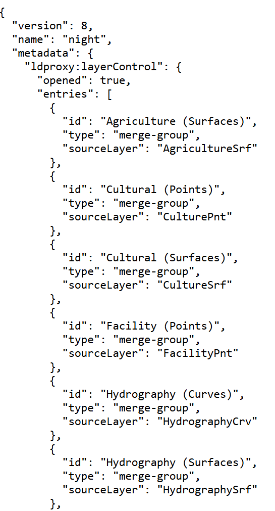 {
  "version": 8,
  "name": "night",
  "metadata": {
    "ldproxy:layerControl": {
      "opened": true,
      "entries": [
        {
          "id": "Agriculture (Surfaces)",
          "type": "merge-group",
          "sourceLayer": "AgricultureSrf"
        },
        {
          "id": "Cultural (Points)",
          "type": "merge-group",
          "sourceLayer": "CulturePnt"
        },
        {
          "id": "Cultural (Surfaces)",
          "type": "merge-group",
          "sourceLayer": "CultureSrf"
        },
        {
          "id": "Facility (Points)",
          "type": "merge-group",
          "sourceLayer": "FacilityPnt"
        },
        {
          "id": "Hydrography (Curves)",
          "type": "merge-group",
          "sourceLayer": "HydrographyCrv"
        },
        {
          "id": "Hydrography (Surfaces)",
          "type": "merge-group",
          "sourceLayer": "HydrographySrf"
        },